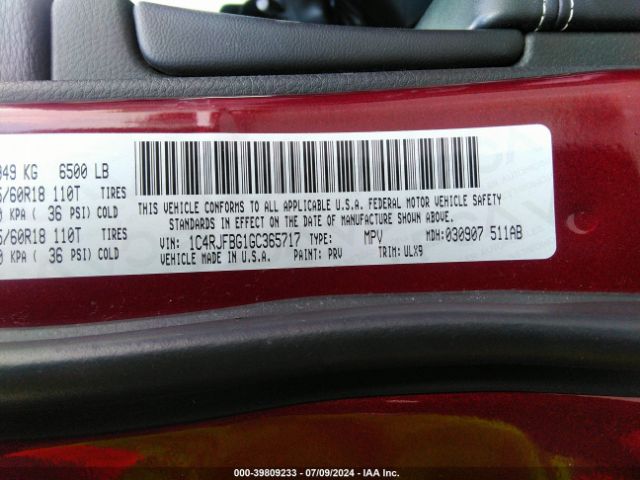 949 KG 6500 LB
5/60R18 110T TIRES
0 KPA ( 36 PSI) COLD
5/60R18 110T TIRES
0 KPA ( 36 PSI) COLD
THIS VEHICLE CONFORMS TO ALL APPLICABLE U.S.A. FEDERAL MOTOR VEHICLE SAFETY
STANDARDS IN EFFECT ON THE DATE OF MANUFACTURE SHOWN ABOVE.
VIN: 1C4RJFBG1GC365717 TYPE: MPV MDH:030907 511AB
VEHICLE MADE IN U.S.A. PAINT: PRV TRIM: ULX9
000-39809233 - 07/09/2024 - IAA Inc.